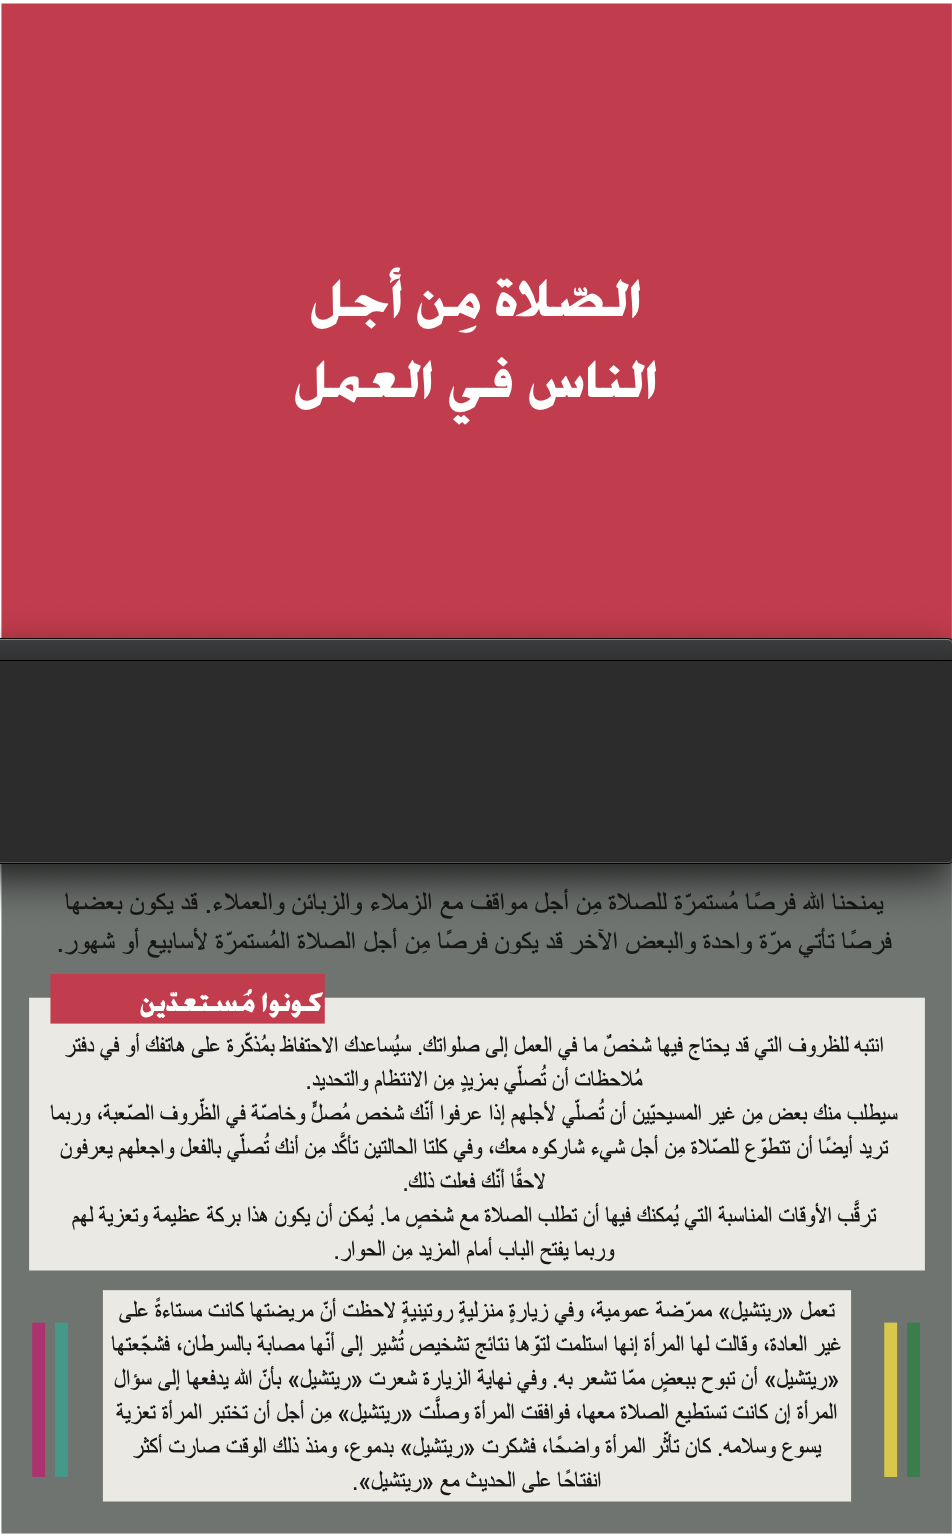 الصّلاة مِن أجل
الناس في العمل
يمنحنا الله فرصًا مُستمرّة للصلاة مِن أجل مواقف مع الزملاء والزبائن والعملاء. قد يكون بعضها
فرصًا تأتي مرّة واحدة والبعض الآخر قد يكون فرصًا مِن أجل الصلاة المُستمرّة لأسابيع أو شهور.
كونوا مُستعدّين
انتبه للظروف التي قد يحتاج فيها شخصٌ ما في العمل إلى صلواتك. سيُساعدك الاحتفاظ بمُذكّرة على هاتفك أو في دفتر
مُلاحظات أن تُصلّي بمزيدٍ مِن الانتظام والتحديد.
سيطلب منك بعض مِن غير المسيحيّين أن تُصلّي لأجلهم إذا عرفوا أنّك شخص مُصلٍّ وخاصّة في الظّروف الصّعبة، وربما
تريد أيضًا أن تتطوّع للصّلاة مِن أجل شيء شاركوه معك، وفي كلتا الحالتين تأكَّد مِن أنك تُصلّي بالفعل واجعلهم يعرفون
لاحقًا أنّك فعلت ذلك.
ترقَّب الأوقات المناسبة التي يُمكنك فيها أن تطلب الصلاة مع شخصٍ ما. يُمكن أن يكون هذا بركة عظيمة وتعزية لهم
وربما يفتح الباب أمام المزيد مِن الحوار.
تعمل «ريتشيل» ممرّضة عمومية، وفي زيارةٍ منزليةٍ روتينيةٍ لاحظت أنّ مريضتها كانت مستاءةً على
غير العادة، وقالت لها المرأة إنها استلمت لتوّها نتائج تشخيص تُشير إلى أنّها مصابة بالسرطان، فشجّعتها
«ريتشيل» أن تبوح ببعضٍ ممّا تشعر به. وفي نهاية الزيارة شعرت «ريتشيل» بأنّ الله يدفعها إلى سؤال
المرأة إن كانت تستطيع الصلاة معها، فوافقت المرأة وصلَّت «ريتشيل» مِن أجل أن تختبر المرأة تعزية
يسوع وسلامه. كان تأثّر المرأة واضحًا، فشكرت «ريتشيل» بدموع، ومنذ ذلك الوقت صارت أكثر
انفتاحًا على الحديث مع «ريتشيل».